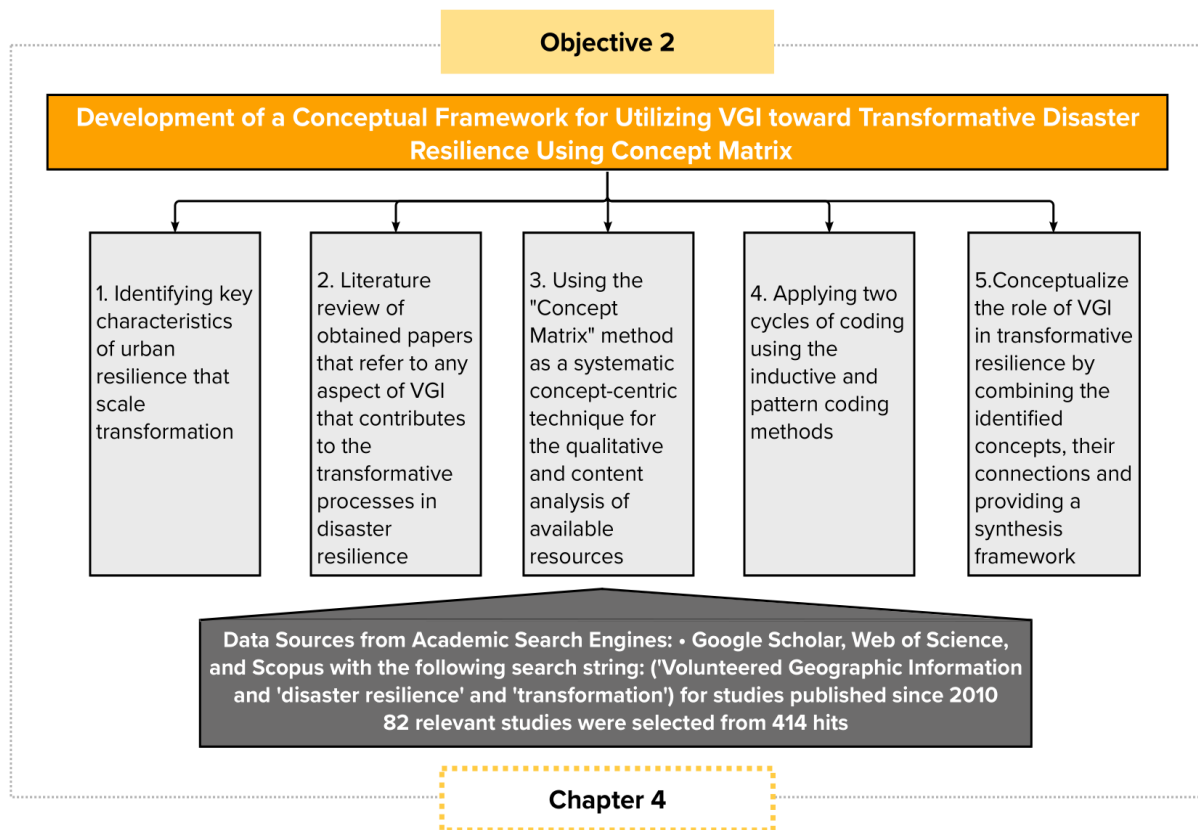 Objective 2
Development of a Conceptual Framework for Utilizing VGI toward Transformative Disaster
Resilience Using Concept Matrix
1. Identifying key
characteristics
of urban
resilience that
scale
transformation
2. Literature
review of
obtained papers
that refer to any
aspect of VGI
that contributes
to the
transformative
processes in
disaster
resilience
3. Using the
"Concept
Matrix" method
as a systematic
concept-centric
technique for
the qualitative
and content
analysis of
available
resources
4. Applying two
cycles of coding
using the
inductive and
pattern coding
methods
5.Conceptualize
the role of VGI
in transformative
resilience by
combining the
identified
concepts, their
connections and
providing a
synthesis
framework
Data Sources from Academic Search Engines: • Google Scholar, Web of Science,
and Scopus with the following search string: ('Volunteered Geographic Information
and 'disaster resilience' and 'transformation') for studies published since 2010
82 relevant studies were selected from 414 hits
Chapter 4